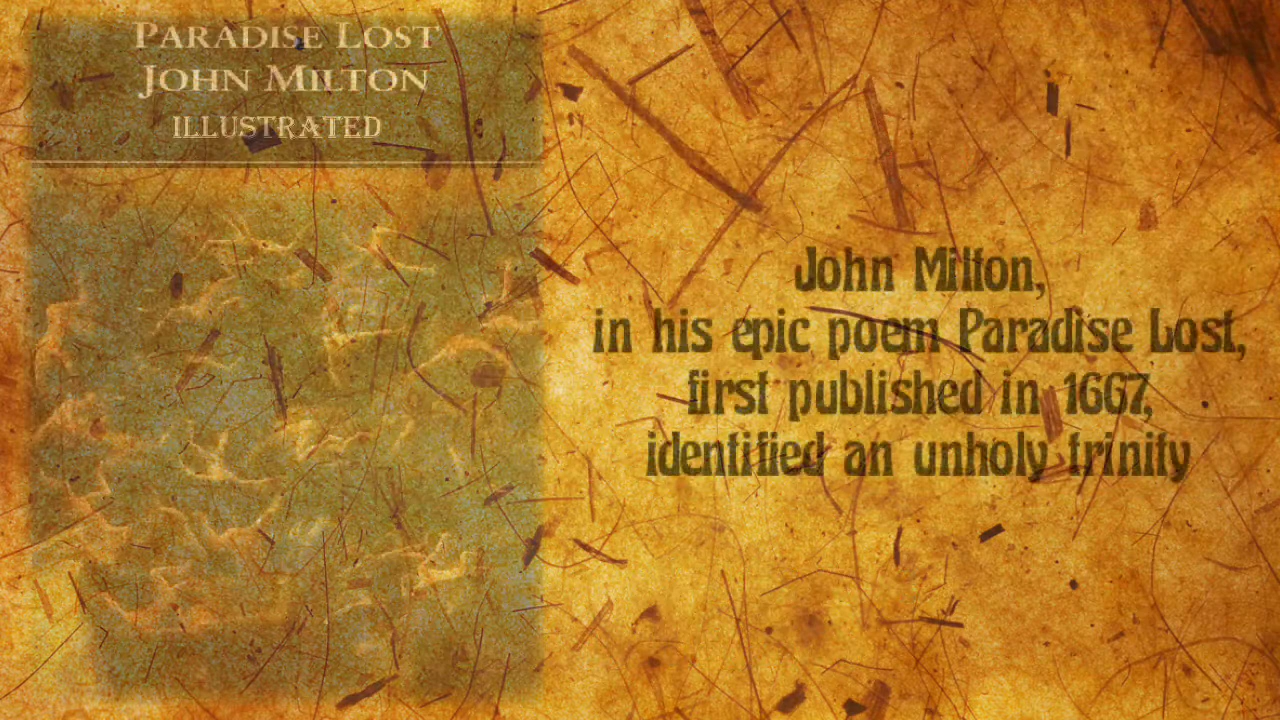 PARADISE LOST
JOHN MILTON
ILLUSTRATED
John Milton,
in his epic poem Paradise Lost,
first published in 1667,
identified an unholy trinity